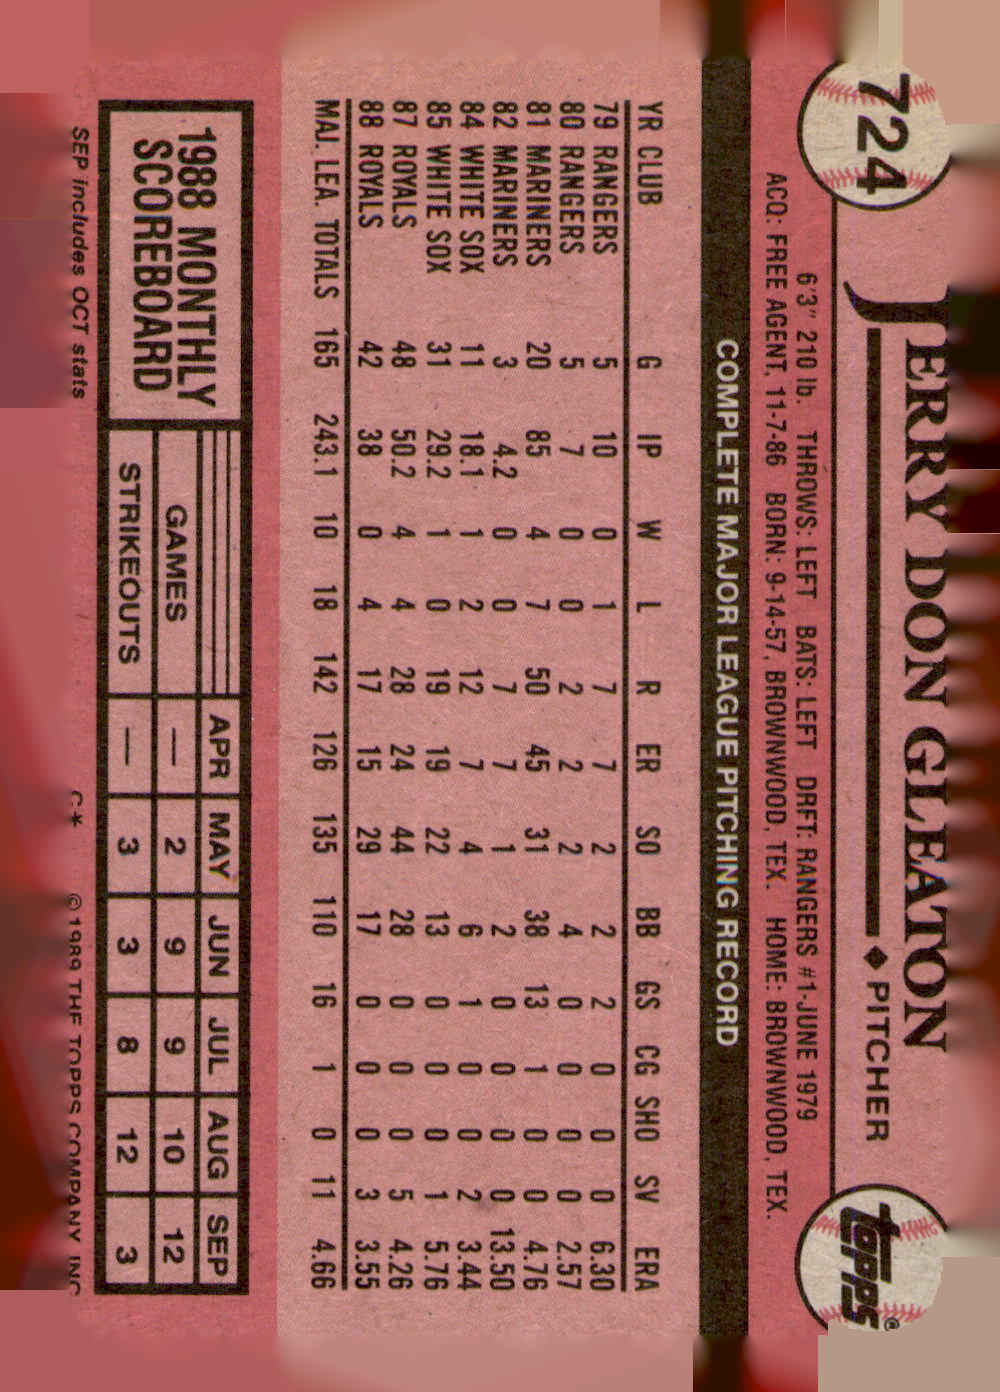 724
JERRY DON GLEATON
◆ PITCHER
topps®
6'3" 210 lb. THROWS: LEFT BATS: LEFT DRFT: RANGERS #1-JUNE 1979
ACQ: FREE AGENT, 11-7-86 BORN: 9-14-57, BROWNWOOD, TEX. HOME: BROWNWOOD, TEX.
COMPLETE MAJOR LEAGUE PITCHING RECORD
YR CLUB G IP W L R ER SO BB GS CG SHO SV ERA
79 RANGERS 5 10 0 1 7 7 2 2 2 0 0 0 6.30
80 RANGERS 5 7 0 0 2 2 2 4 0 0 0 0 2.57
81 MARINERS 20 85 4 7 50 45 31 38 13 1 0 0 4.76
82 MARINERS 3 4.2 0 0 7 7 1 2 0 0 0 0 13.50
84 WHITE SOX 11 18.1 1 2 12 7 4 6 1 0 0 2 3.44
85 WHITE SOX 31 29.2 1 0 19 19 22 13 0 0 0 1 5.76
87 ROYALS 48 50.2 4 4 28 24 44 28 0 0 0 5 4.26
88 ROYALS 42 38 0 4 17 15 29 17 0 0 0 3 3.55
MAJ. LEA. TOTALS 165 243.1 10 18 142 126 135 110 16 1 0 11 4.66
1988 MONTHLY
SCOREBOARD
APR MAY JUN JUL AUG SEP
GAMES — 2 9 9 10 12
STRIKEOUTS — 3 3 8 12 3
SEP includes OCT stats
C* © 1989 THE TOPPS COMPANY, INC.